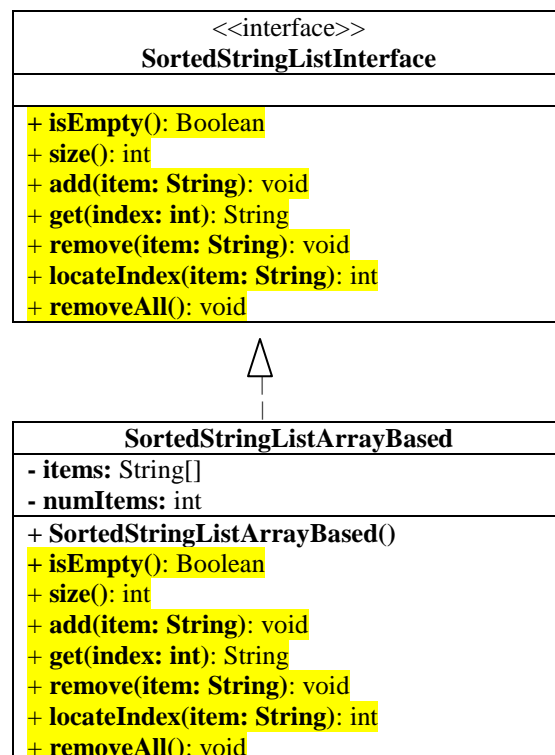 <<interface>>
SortedStringListInterface
+ isEmpty(): Boolean
+ size(): int
+ add(item: String): void
+ get(index: int): String
+ remove(item: String): void
+ locateIndex(item: String): int
+ removeAll(): void
SortedStringListArrayBased
- items: String[]
- numItems: int
+ SortedStringListArrayBased()
+ isEmpty(): Boolean
+ size(): int
+ add(item: String): void
+ get(index: int): String
+ remove(item: String): void
+ locateIndex(item: String): int
+ removeAll(): void